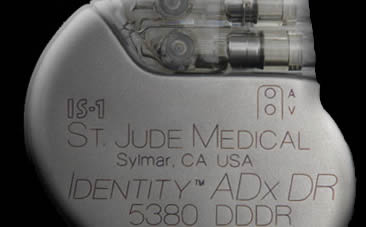 IS-1
A
V
ST. JUDE MEDICAL
Sylmar, CA USA
IDENTITY™ ADX DR
5380 DDDR